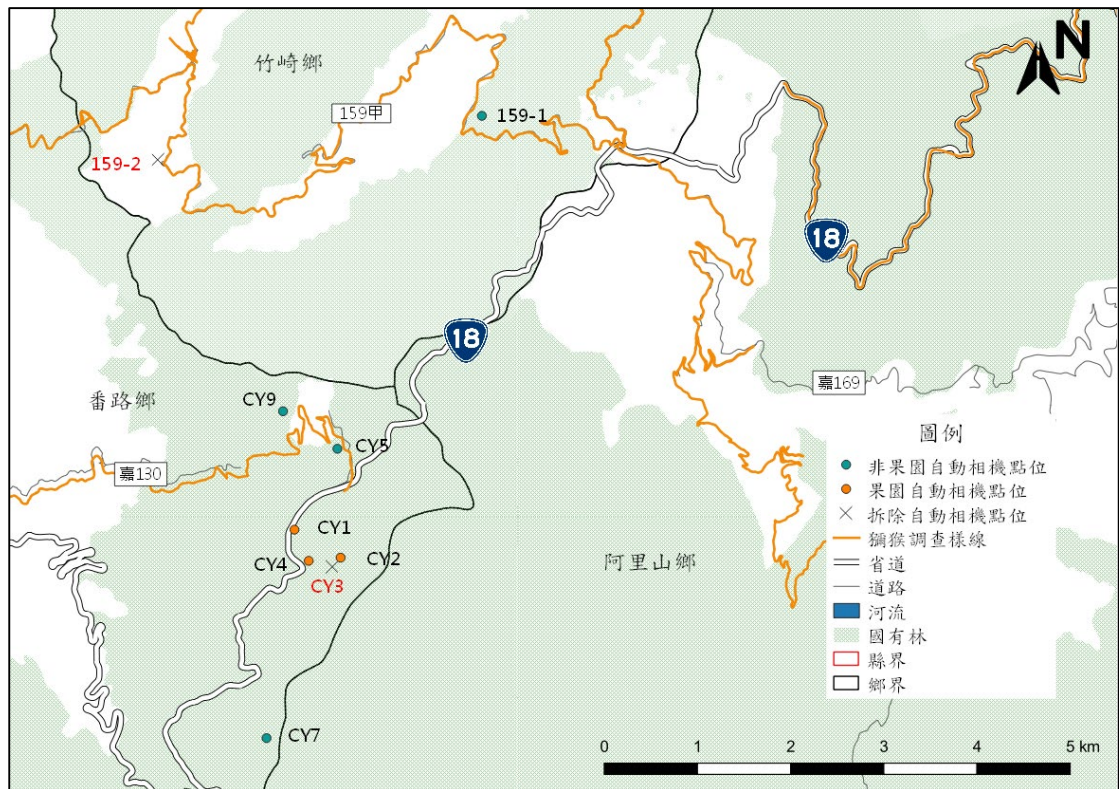 N
竹崎鄉
159甲
159-1
159-2
18
18
番路鄉
CY9
嘉169
CY5
嘉130
CY1
CY4
CY2
CY3
阿里山鄉
CY7
圖例
非果園自動相機點位
果園自動相機點位
拆除自動相機點位
獼猴調查樣線
省道
道路
河流
國有林
縣界
鄉界
0 1 2 3 4 5 km